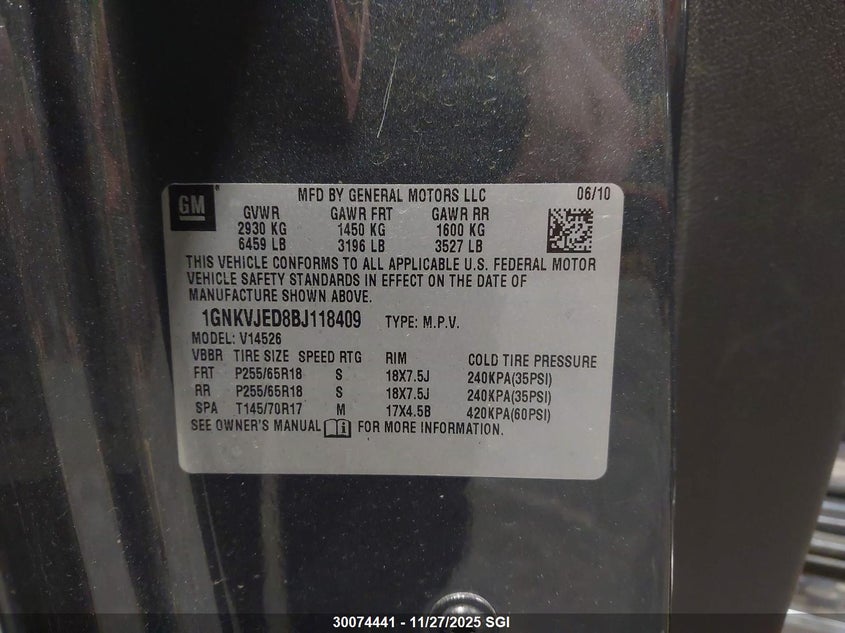 GM
MFD BY GENERAL MOTORS LLC 06/10
GVWR GAWR FRT GAWR RR
2930 KG 1450 KG 1600 KG
6459 LB 3196 LB 3527 LB
THIS VEHICLE CONFORMS TO ALL APPLICABLE U.S. FEDERAL MOTOR
VEHICLE SAFETY STANDARDS IN EFFECT ON THE DATE OF
MANUFACTURE SHOWN ABOVE.
1GNKVJED8BJ118409 TYPE: M.P.V.
MODEL: V14526
VBBR TIRE SIZE SPEED RTG RIM COLD TIRE PRESSURE
FRT P255/65R18 S 18X7.5J 240KPA(35PSI)
RR P255/65R18 S 18X7.5J 240KPA(35PSI)
SPA T145/70R17 M 17X4.5B 420KPA(60PSI)
SEE OWNER'S MANUAL i FOR MORE INFORMATION.
30074441 - 11/27/2025 SGI